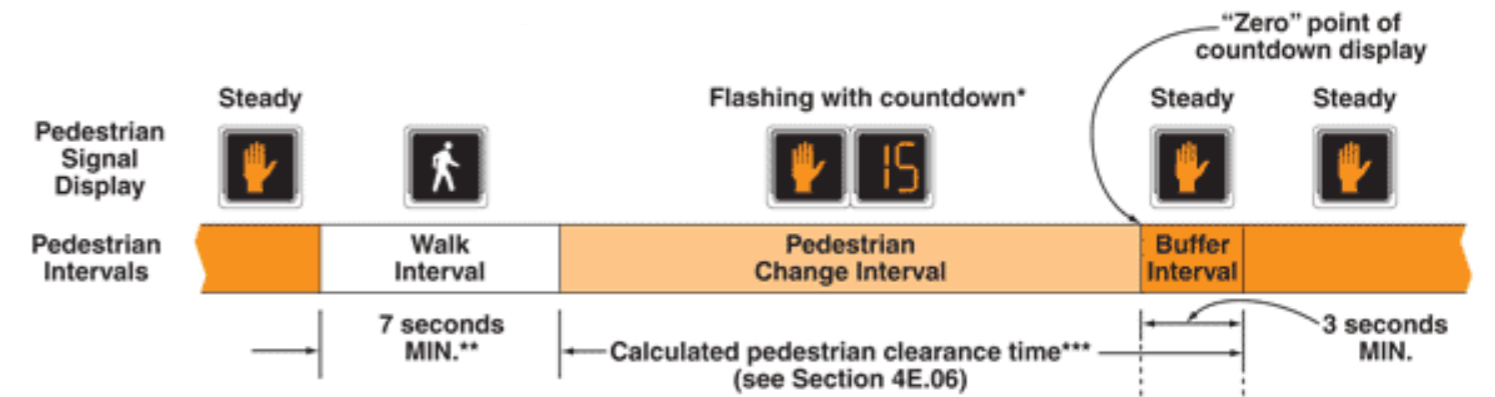 "Zero" point of
countdown display
Steady
Flashing with countdown*
Steady
Steady
Pedestrian
Signal
Display
15
Pedestrian
Intervals
Walk
Interval
Pedestrian
Change Interval
Buffer
Interval
7 seconds
MIN.**
Calculated pedestrian clearance time***
(see Section 4E.06)
3 seconds
MIN.